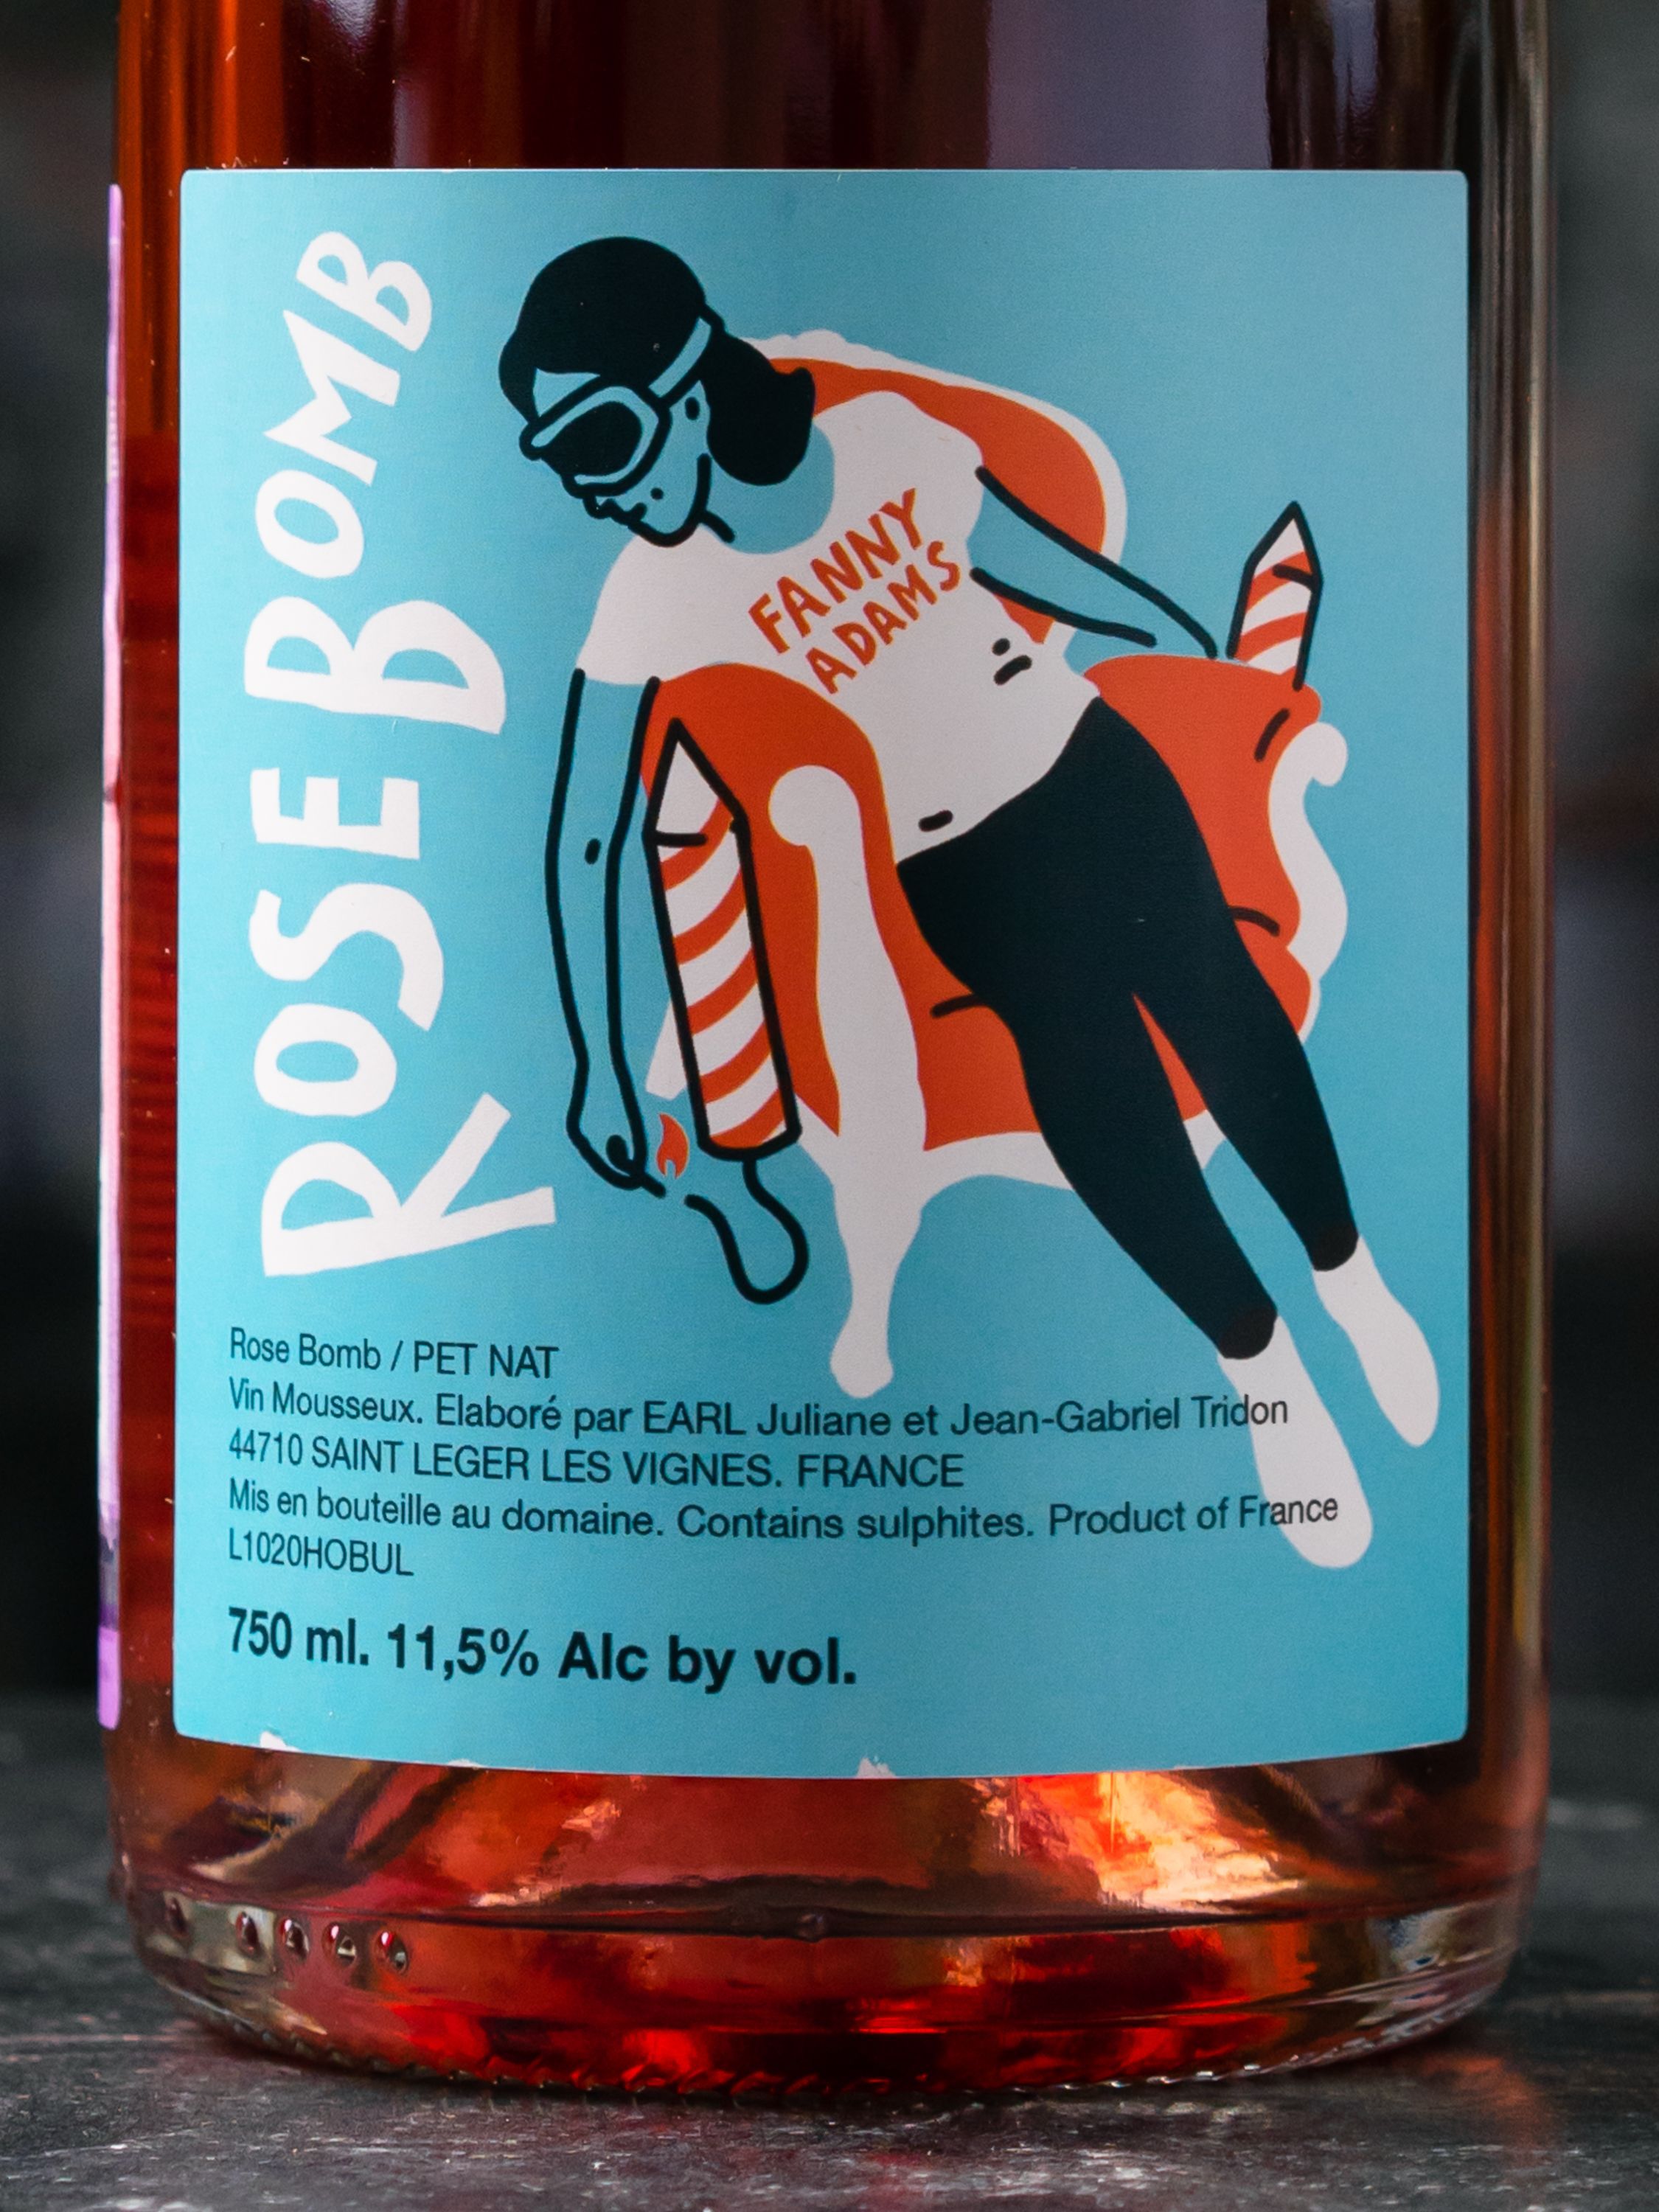 ROSE BOMB
FANNY
ADAMS
Rose Bomb / PET NAT
Vin Mousseux. Elaboré par EARL Juliane et Jean-Gabriel Tridon
44710 SAINT LEGER LES VIGNES. FRANCE
Mis en bouteille au domaine. Contains sulphites. Product of France
L1020HOBUL
750 ml. 11,5% Alc by vol.